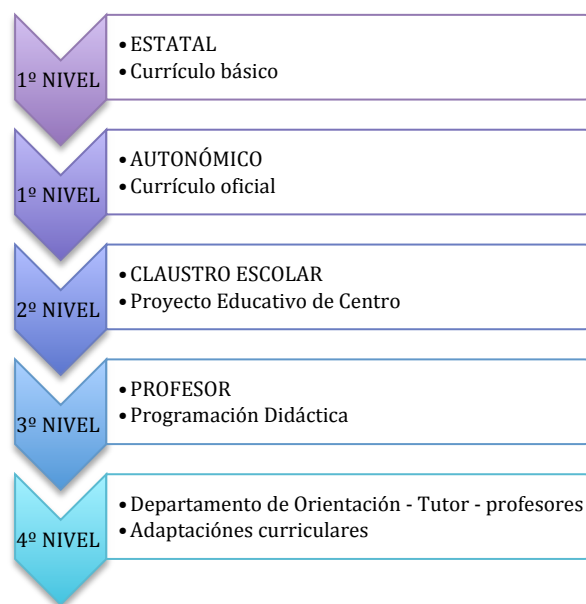 1º NIVEL
• ESTATAL
• Currículo básico
1º NIVEL
• AUTONÓMICO
• Currículo oficial
2º NIVEL
• CLAUSTRO ESCOLAR
• Proyecto Educativo de Centro
3º NIVEL
• PROFESOR
• Programación Didáctica
4º NIVEL
• Departamento de Orientación - Tutor - profesores
• Adaptaciónes curriculares